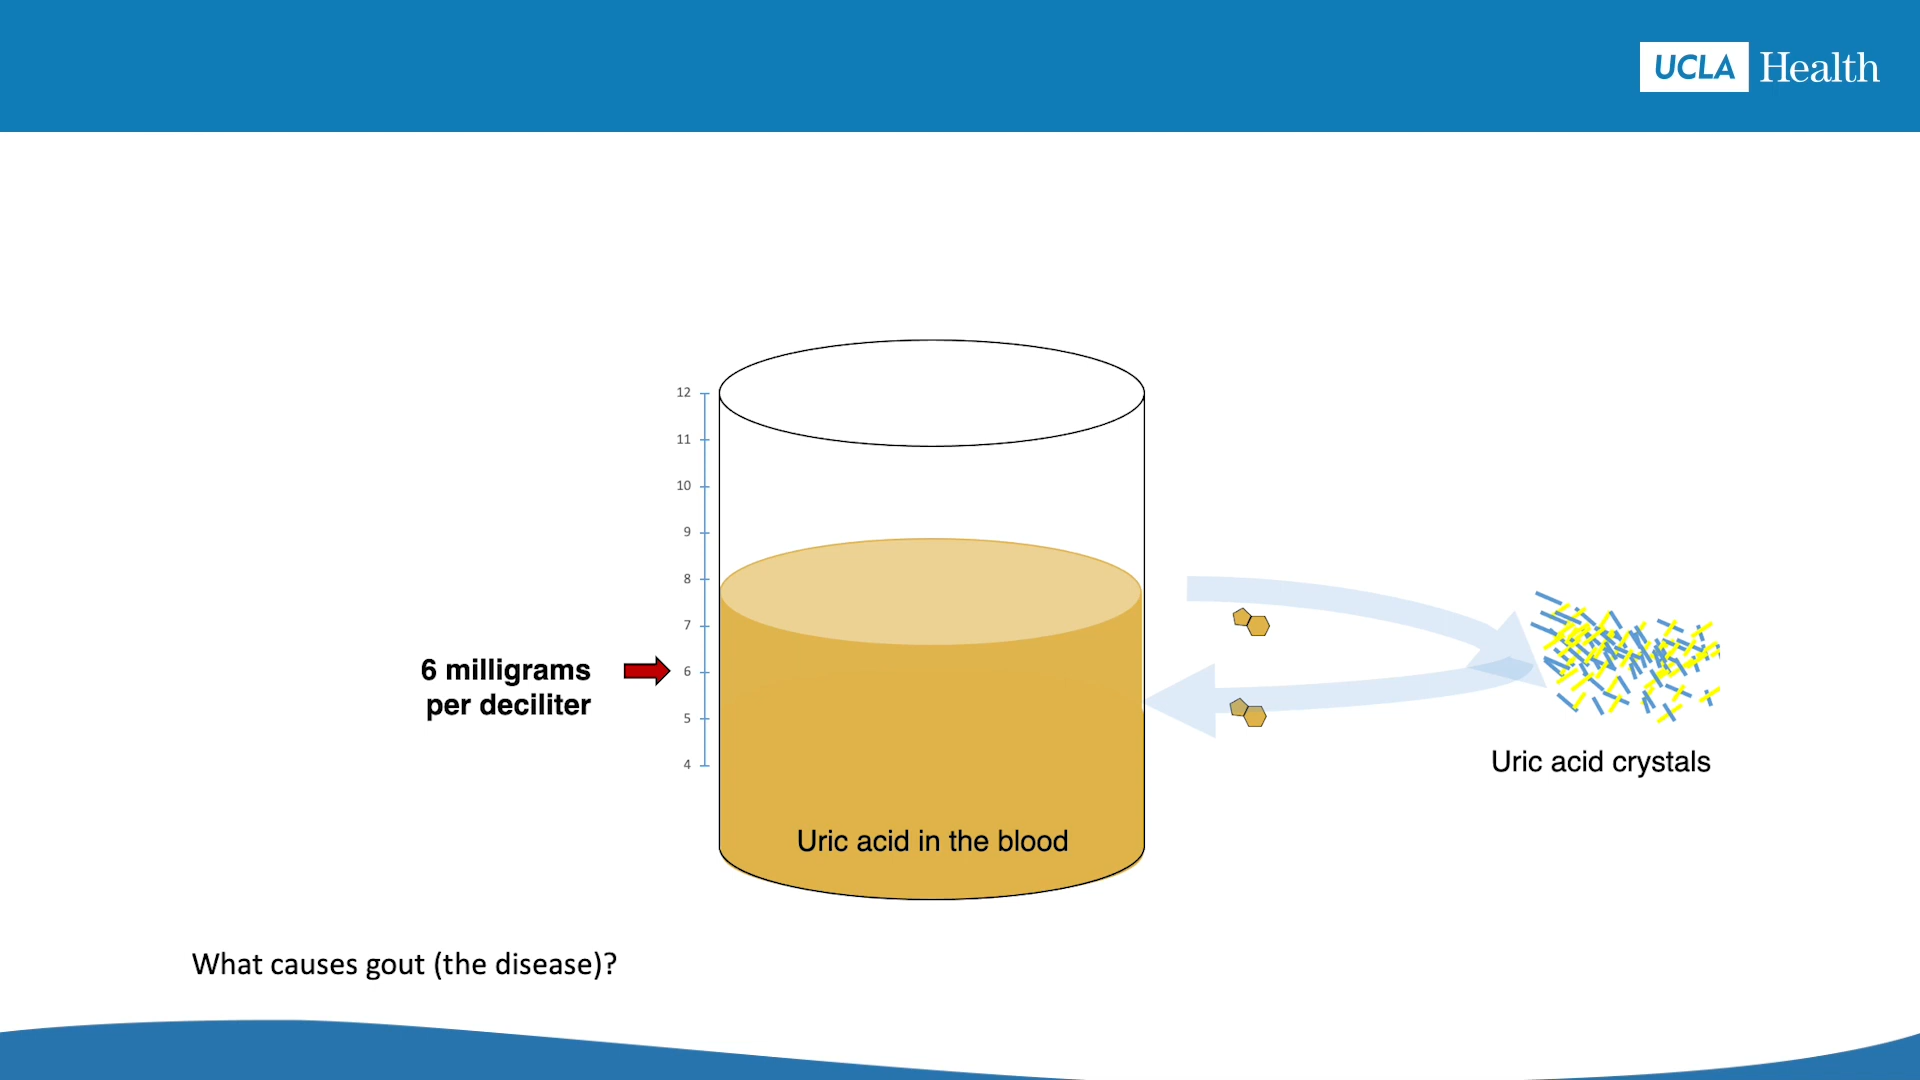 UCLA Health
12
11
10
9
8
7
6
5
4
6 milligrams
per deciliter
Uric acid crystals
Uric acid in the blood
What causes gout (the disease)?